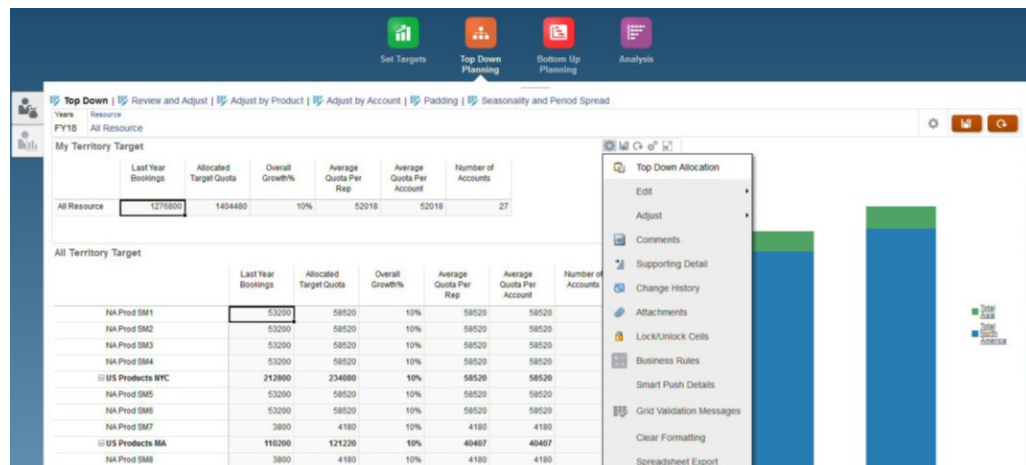 Set Targets
Top Down Planning
Bottom Up Planning
Analysis
Top Down | Review and Adjust | Adjust by Product | Adjust by Account | Padding | Seasonality and Period Spread
Years Resource
FY18 All Resource
My Territory Target
Last Year Bookings Allocated Target Quota Overall Growth% Average Quota Per Rep Average Quota Per Account Number of Accounts
All Resource 1276800 1404480 10% 52018 52018 27
All Territory Target
Last Year Bookings Allocated Target Quota Overall Growth% Average Quota Per Rep Average Quota Per Account Number of Accounts
NA Prod SM1 53200 58520 10% 58520 58520
NA Prod SM2 53200 58520 10% 58520 58520
NA Prod SM3 53200 58520 10% 58520 58520
NA Prod SM4 53200 58520 10% 58520 58520
US Products NYC 212800 234080 10% 58520 58520
NA Prod SM5 53200 58520 10% 58520 58520
NA Prod SM6 53200 58520 10% 58520 58520
NA Prod SM7 3800 4180 10% 4180 4180
US Products MA 110200 121220 10% 40407 40407
NA Prod SM8 3800 4180 10% 4180 4180
Top Down Allocation
Edit
Adjust
Comments
Supporting Detail
Change History
Attachments
Lock/Unlock Cells
Business Rules
Smart Push Details
Grid Validation Messages
Clear Formatting
Spreadsheet Export
Total Asia
Total North America